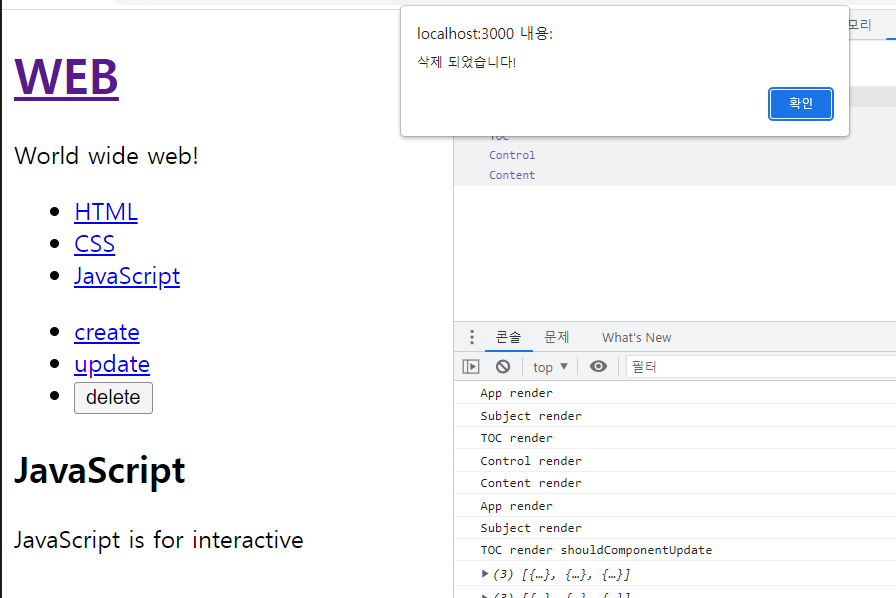 WEB
World wide web!
HTML
CSS
JavaScript
create
update
delete
JavaScript
JavaScript is for interactive
localhost:3000 내용:
삭제 되었습니다!
확인
모리
TOC
Control
Content
콘솔 문제 What's New
top ▼ 필터
App render
Subject render
TOC render
Control render
Content render
App render
Subject render
TOC render shouldComponentUpdate
▶(3) [{…}, {…}, {…}]
▶(3) [{…}, {…}, {…}]